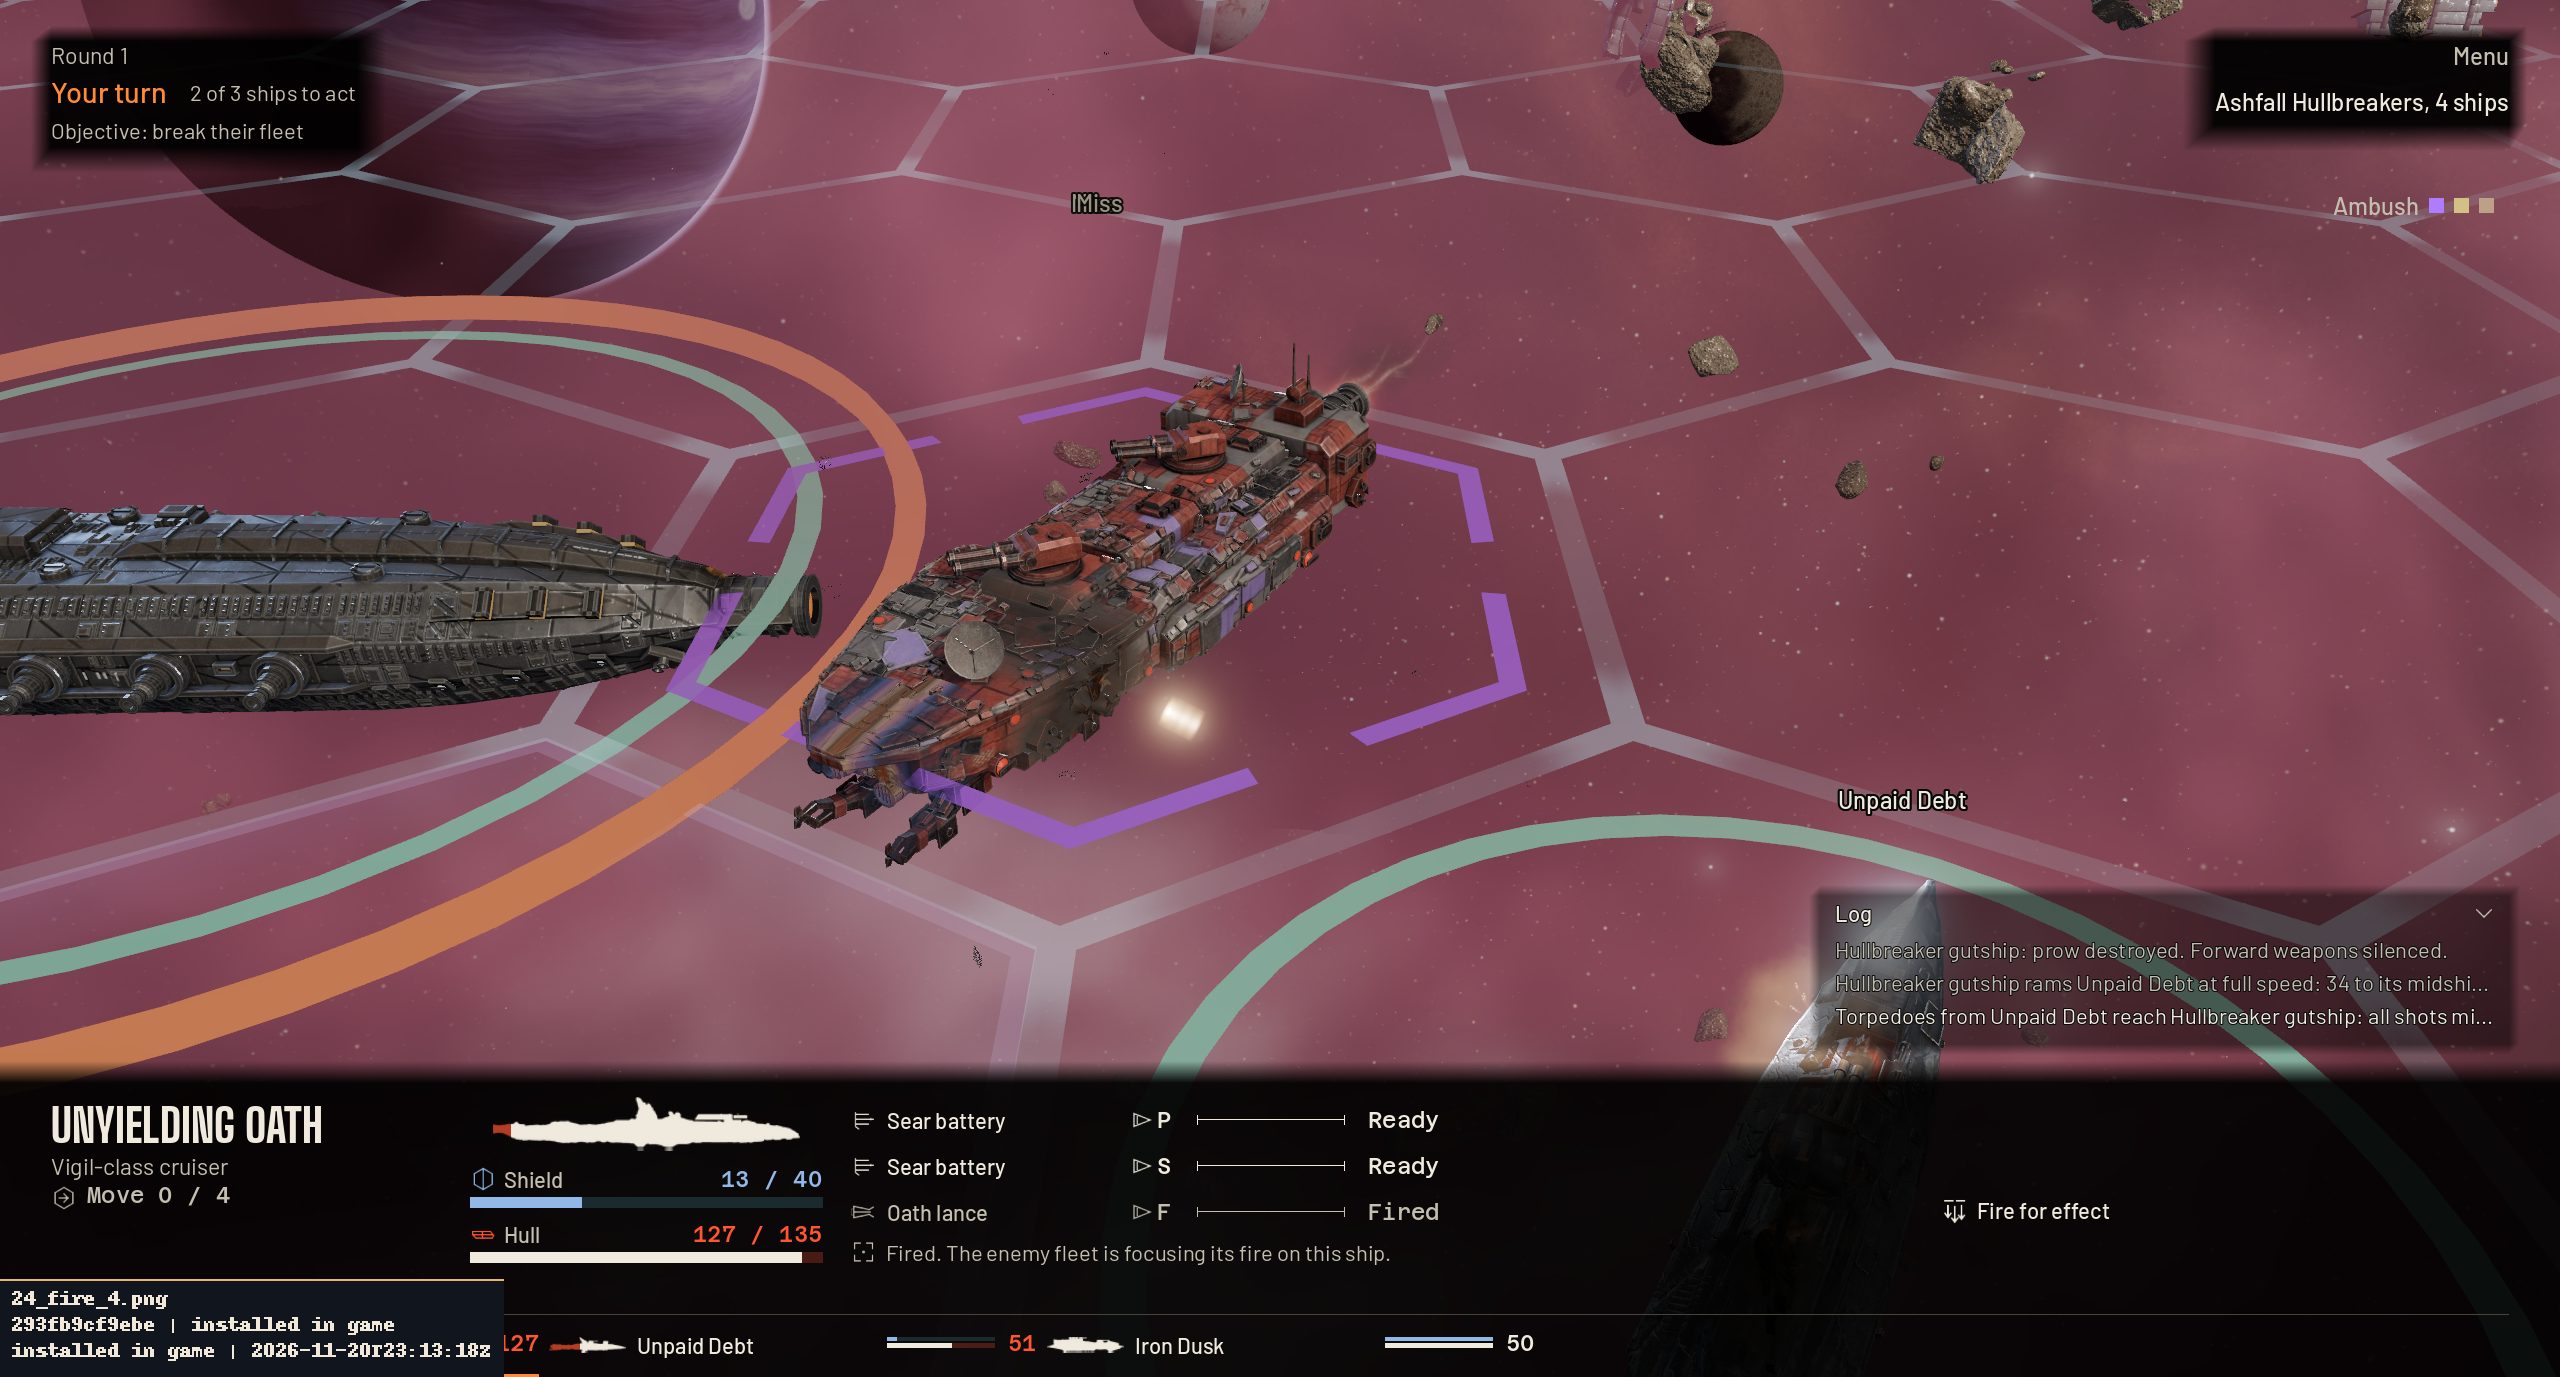 Round 1
Your turn 2 of 3 ships to act
Objective: break their fleet
Menu
Ashfall Hullbreakers, 4 ships
Ambush
Miss
Unpaid Debt
Log
Hullbreaker gutship: prow destroyed. Forward weapons silenced.
Hullbreaker gutship rams Unpaid Debt at full speed: 34 to its midshi...
Torpedoes from Unpaid Debt reach Hullbreaker gutship: all shots mi...
UNYIELDING OATH
Vigil-class cruiser
Move 0 / 4
Shield 13 / 40
Hull 127 / 135
Sear battery P Ready
Sear battery S Ready
Oath lance F Fired
Fired. The enemy fleet is focusing its fire on this ship.
Fire for effect
24_fire_4.png
293fb9cf9ebe | installed in game
installed in game | 2026-11-20T23:13:18Z
127 Unpaid Debt 51 Iron Dusk 50